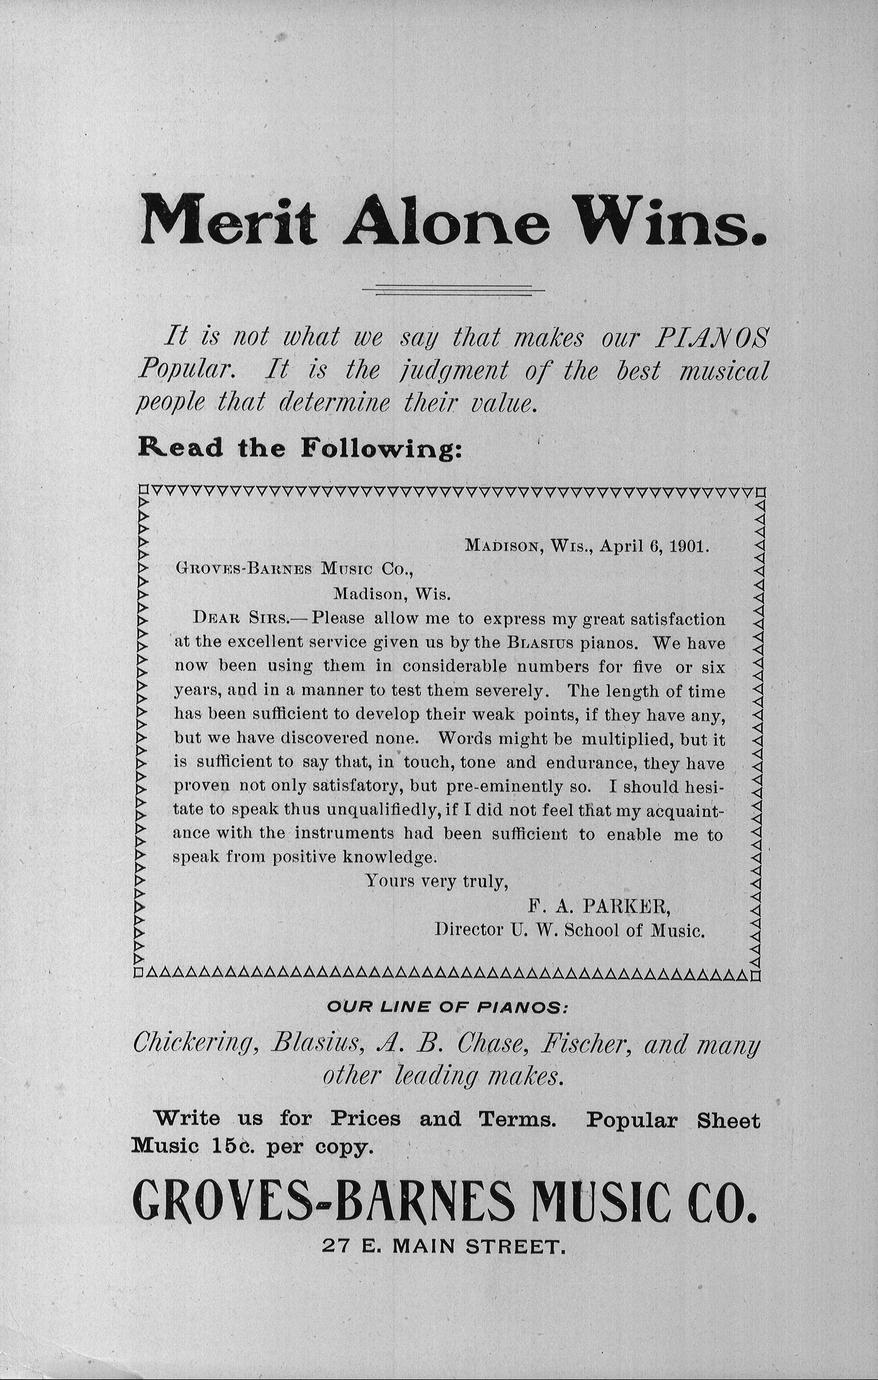 Merit Alone Wins.
It is not what we say that makes our PIANOS
Popular. It is the judgment of the best musical
people that determine their value.
Read the Following:
MADISON, WIS., April 6, 1901.
GROVES-BARNES MUSIC CO.,
Madison, Wis.
DEAR SIRS.—Please allow me to express my great satisfaction
at the excellent service given us by the BLASIUS pianos. We have
now been using them in considerable numbers for five or six
years, and in a manner to test them severely. The length of time
has been sufficient to develop their weak points, if they have any,
but we have discovered none. Words might be multiplied, but it
is sufficient to say that, in touch, tone and endurance, they have
proven not only satisfatory, but pre-eminently so. I should hesi-
tate to speak thus unqualifiedly, if I did not feel that my acquaint-
ance with the instruments had been sufficient to enable me to
speak from positive knowledge.
Yours very truly,
F. A. PARKER,
Director U. W. School of Music.
OUR LINE OF PIANOS:
Chickering, Blasius, A. B. Chase, Fischer, and many
other leading makes.
Write us for Prices and Terms. Popular Sheet
Music 15c. per copy.
GROVES-BARNES MUSIC CO.
27 E. MAIN STREET.